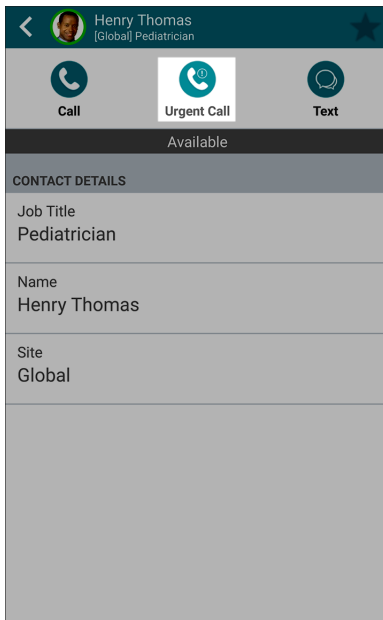 Henry Thomas
[Global] Pediatrician
Call
Urgent Call
Text
Available
CONTACT DETAILS
Job Title
Pediatrician
Name
Henry Thomas
Site
Global